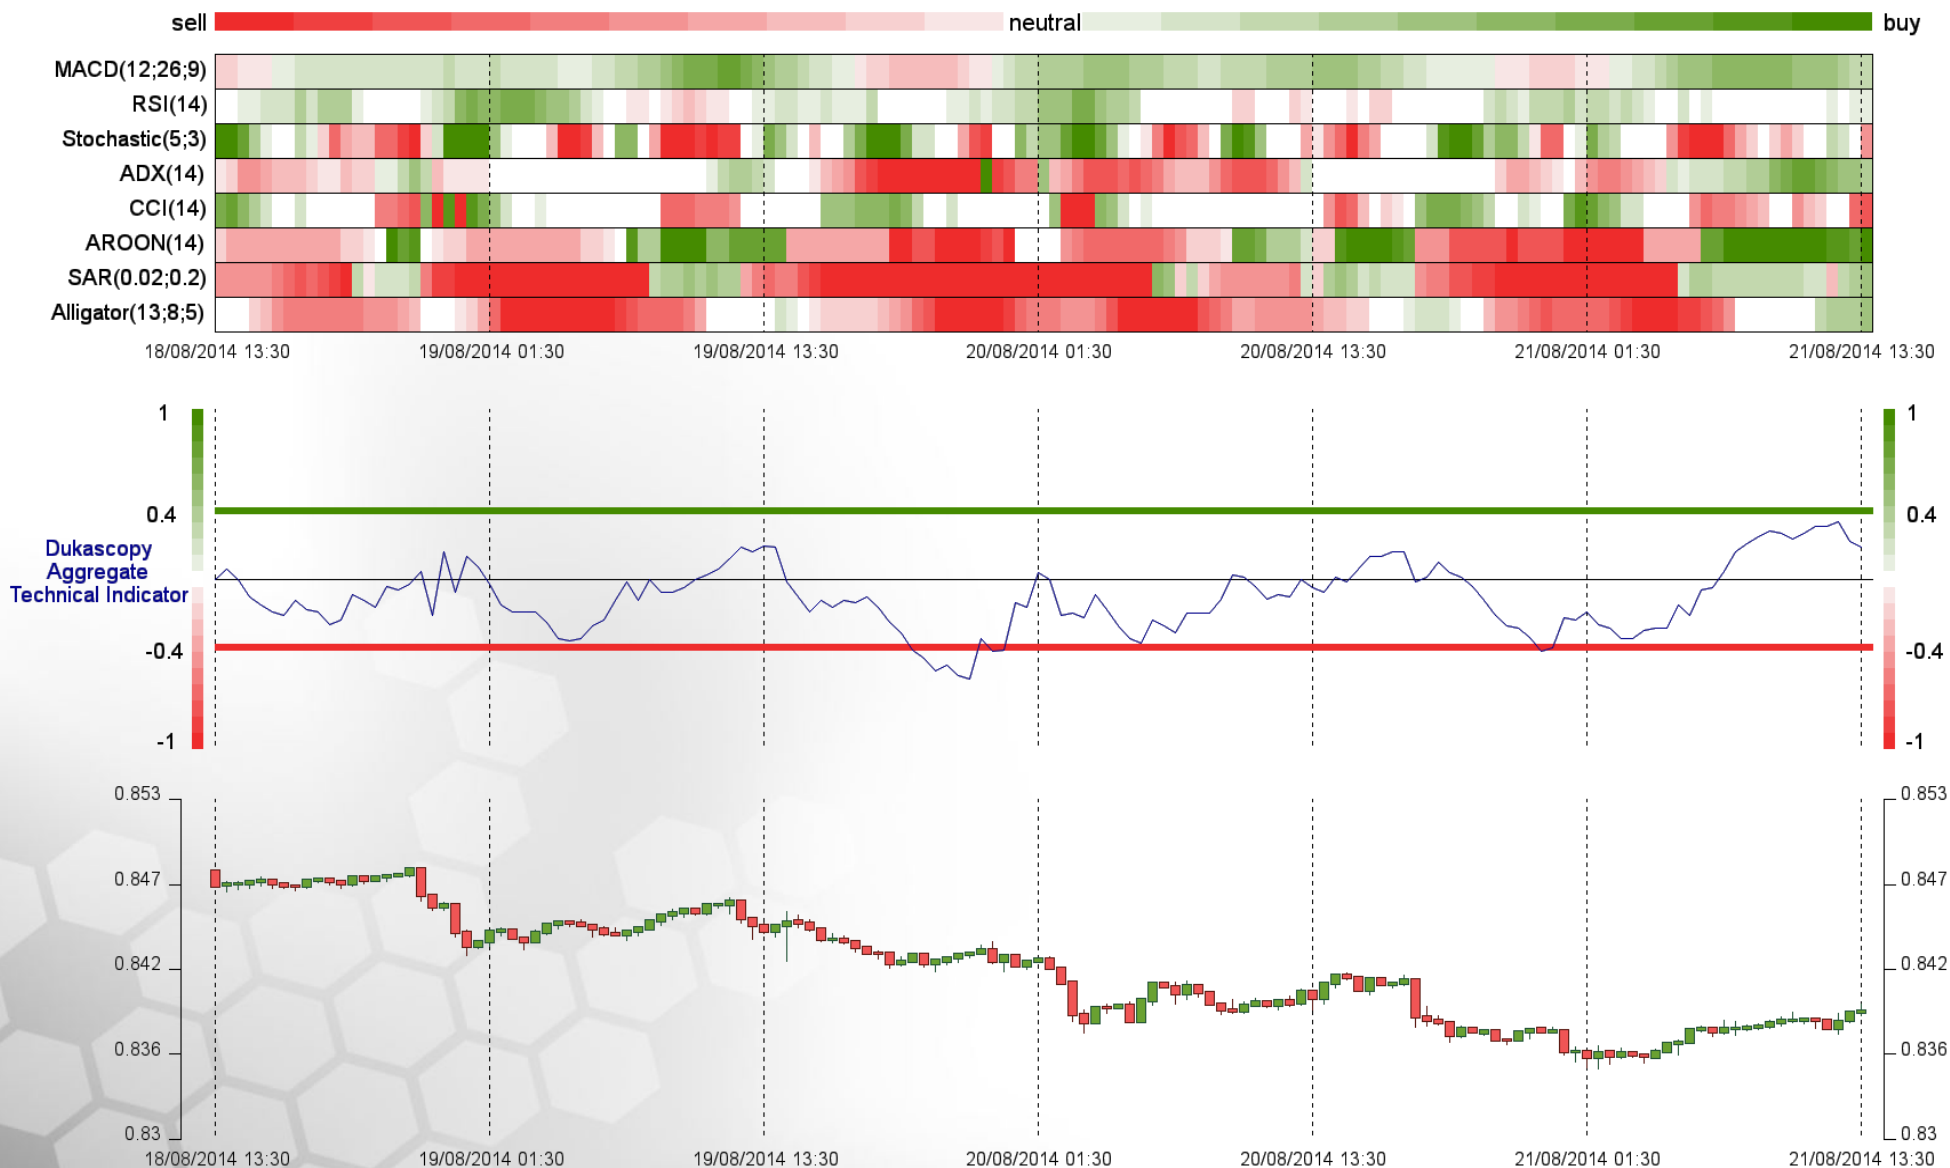 sell neutral buy
MACD(12;26;9)
RSI(14)
Stochastic(5;3)
ADX(14)
CCI(14)
AROON(14)
SAR(0.02;0.2)
Alligator(13;8;5)
18/08/2014 13:30 19/08/2014 01:30 19/08/2014 13:30 20/08/2014 01:30 20/08/2014 13:30 21/08/2014 01:30 21/08/2014 13:30
1 1
0.4 0.4
Dukascopy
Aggregate
Technical Indicator
-0.4 -0.4
-1 -1
0.853 0.853
0.847 0.847
0.842 0.842
0.836 0.836
0.83 0.83
18/08/2014 13:30 19/08/2014 01:30 19/08/2014 13:30 20/08/2014 01:30 20/08/2014 13:30 21/08/2014 01:30 21/08/2014 13:30